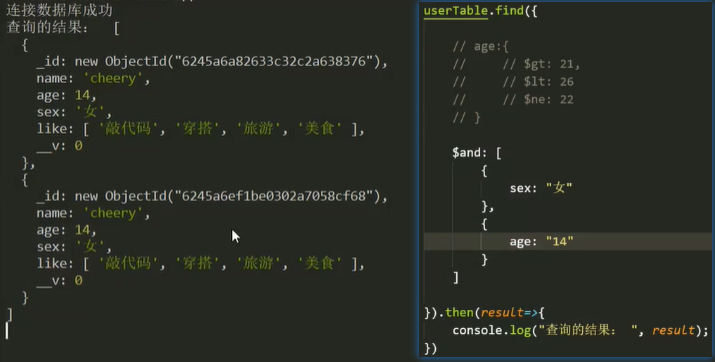 连接数据库成功
查询的结果： [
  {
    _id: new ObjectId("6245a6a82633c32c2a638376"),
    name: 'cheery',
    age: 14,
    sex: '女',
    like: [ '敲代码', '穿搭', '旅游', '美食' ],
    __v: 0
  },
  {
    _id: new ObjectId("6245a6ef1be0302a7058cf68"),
    name: 'cheery',
    age: 14,
    sex: '女',
    like: [ '敲代码', '穿搭', '旅游', '美食' ],
    __v: 0
  }
]
userTable.find({
    // age:{
    //     // $gt: 21,
    //     // $lt: 26
    //     // $ne: 22
    // }
    $and: [
        {
            sex: "女"
        },
        {
            age: "14"
        }
    ]
}).then(result=>{
    console.log("查询的结果： ", result);
})